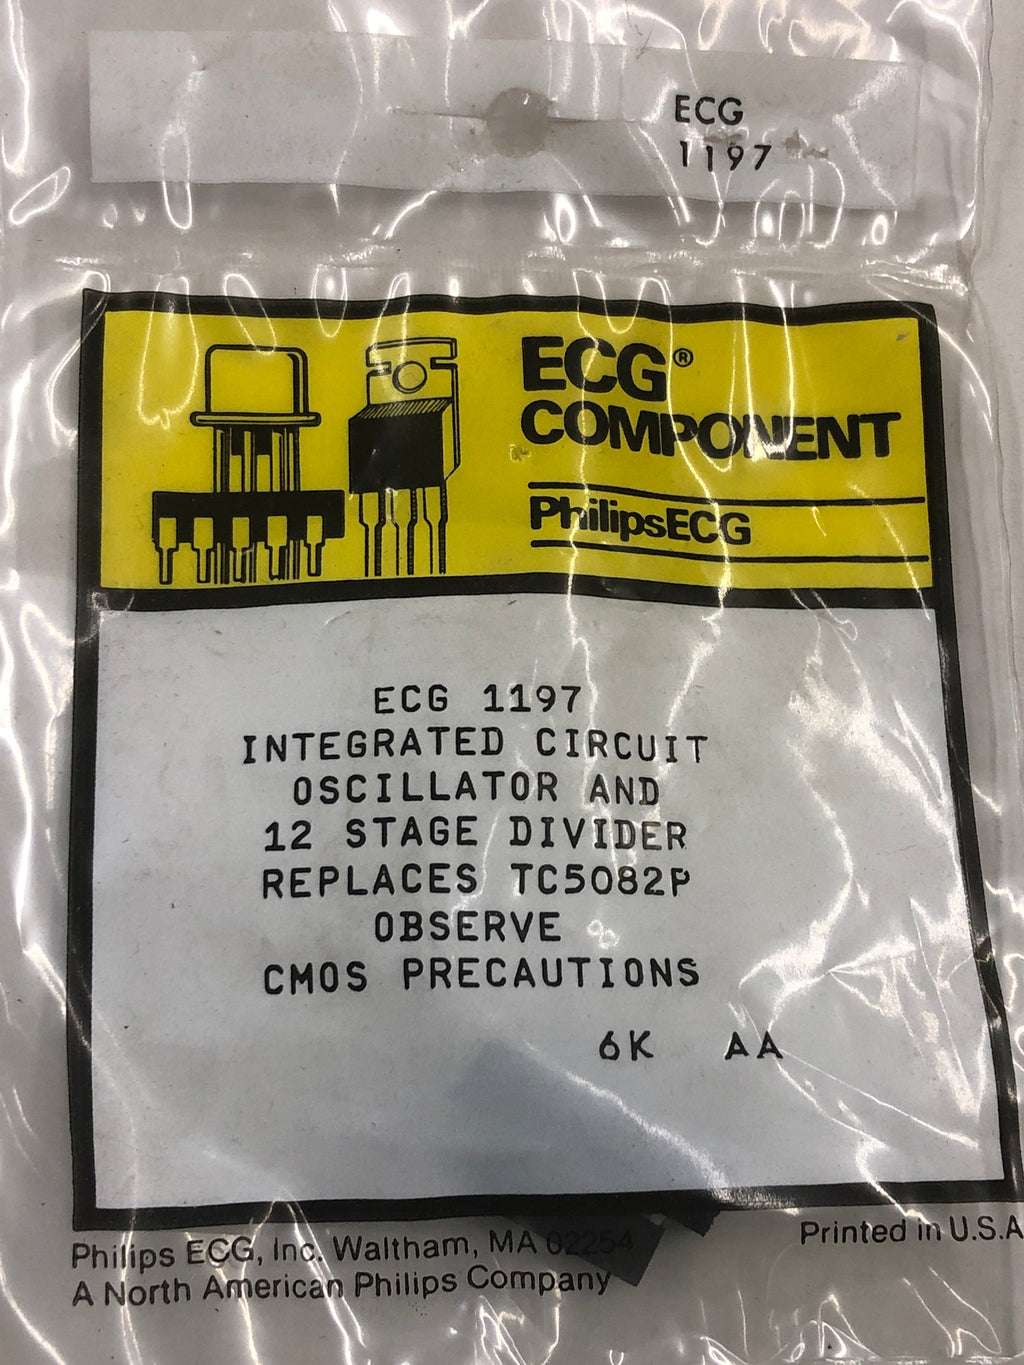 ECG
1197
ECG®
COMPONENT
PhilipsECG
ECG 1197
INTEGRATED CIRCUIT
OSCILLATOR AND
12 STAGE DIVIDER
REPLACES TC5082P
OBSERVE
CMOS PRECAUTIONS
6K AA
Philips ECG, Inc. Waltham, MA 02254
A North American Philips Company
Printed in U.S.A